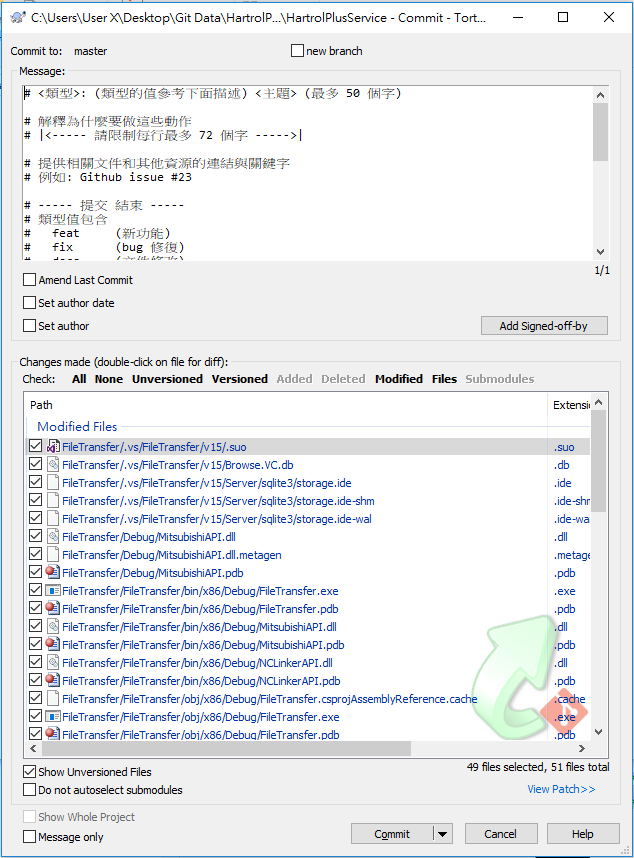 C:\Users\User X\Desktop\Git Data\HartrolP...\HartrolPlusService - Commit - Tort...
Commit to: master new branch
Message:
# <類型>: (類型的值參考下面描述) <主題> (最多 50 個字)
# 解釋為什麼要做這些動作
# |<----- 請限制每行最多 72 個字 ----->|
# 提供相關文件和其他資源的連結與關鍵字
# 例如: Github issue #23
# ----- 提交 結束 -----
# 類型值包含
# feat (新功能)
# fix (bug 修復)
# docs (文件修改)
1/1
Amend Last Commit
Set author date
Set author
Add Signed-off-by
Changes made (double-click on file for diff):
Check: All None Unversioned Versioned Added Deleted Modified Files Submodules
Path Extensi
Modified Files
FileTransfer/.vs/FileTransfer/v15/.suo .suo
FileTransfer/.vs/FileTransfer/v15/Browse.VC.db .db
FileTransfer/.vs/FileTransfer/v15/Server/sqlite3/storage.ide .ide
FileTransfer/.vs/FileTransfer/v15/Server/sqlite3/storage.ide-shm .ide-shr
FileTransfer/.vs/FileTransfer/v15/Server/sqlite3/storage.ide-wal .ide-wa
FileTransfer/Debug/MitsubishiAPI.dll .dll
FileTransfer/Debug/MitsubishiAPI.dll.metagen .metage
FileTransfer/Debug/MitsubishiAPI.pdb .pdb
FileTransfer/FileTransfer/bin/x86/Debug/FileTransfer.exe .exe
FileTransfer/FileTransfer/bin/x86/Debug/FileTransfer.pdb .pdb
FileTransfer/FileTransfer/bin/x86/Debug/MitsubishiAPI.dll .dll
FileTransfer/FileTransfer/bin/x86/Debug/MitsubishiAPI.pdb .pdb
FileTransfer/FileTransfer/bin/x86/Debug/NCLinkerAPI.dll .dll
FileTransfer/FileTransfer/bin/x86/Debug/NCLinkerAPI.pdb .pdb
FileTransfer/FileTransfer/obj/x86/Debug/FileTransfer.csprojAssemblyReference.cache .cache
FileTransfer/FileTransfer/obj/x86/Debug/FileTransfer.exe .exe
FileTransfer/FileTransfer/obj/x86/Debug/FileTransfer.pdb .pdb
Show Unversioned Files 49 files selected, 51 files total
Do not autoselect submodules View Patch>>
Show Whole Project
Message only
Commit Cancel Help